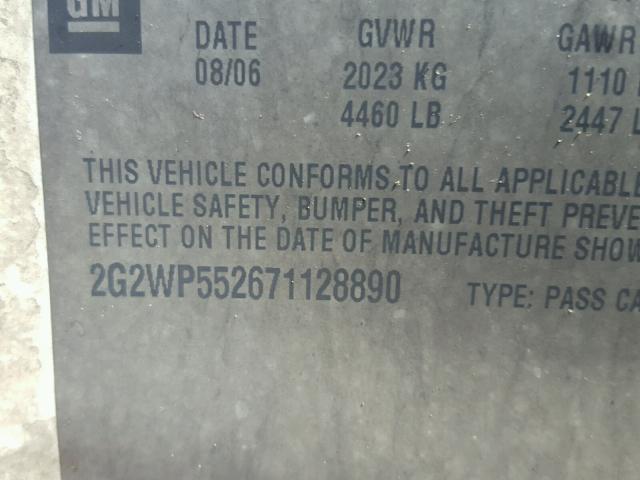 GM
DATE GVWR GAWR
08/06 2023 KG 1110
4460 LB 2447 L
THIS VEHICLE CONFORMS TO ALL APPLICABLE
VEHICLE SAFETY, BUMPER, AND THEFT PREVE
EFFECT ON THE DATE OF MANUFACTURE SHOW
2G2WP552671128890 TYPE: PASS CA